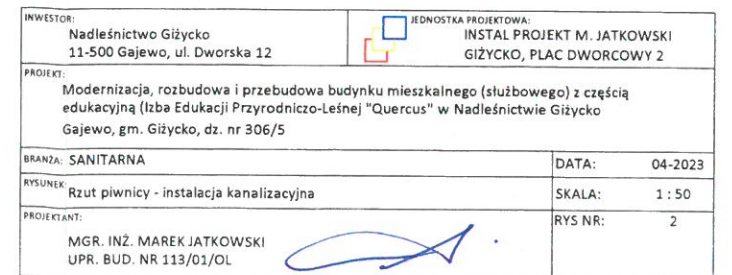 INWESTOR:
Nadleśnictwo Giżycko
11-500 Gajewo, ul. Dworska 12
JEDNOSTKA PROJEKTOWA:
INSTAL PROJEKT M. JATKOWSKI
GIŻYCKO, PLAC DWORCOWY 2
PROJEKT:
Modernizacja, rozbudowa i przebudowa budynku mieszkalnego (służbowego) z częścią
edukacyjną (Izba Edukacji Przyrodniczo-Leśnej "Quercus" w Nadleśnictwie Giżycko
Gajewo, gm. Giżycko, dz. nr 306/5
BRANŻA: SANITARNA
DATA: 04-2023
RYSUNEK:
Rzut piwnicy - instalacja kanalizacyjna
SKALA: 1 : 50
PROJEKTANT:
RYS NR: 2
MGR. INŻ. MAREK JATKOWSKI
UPR. BUD. NR 113/01/OL